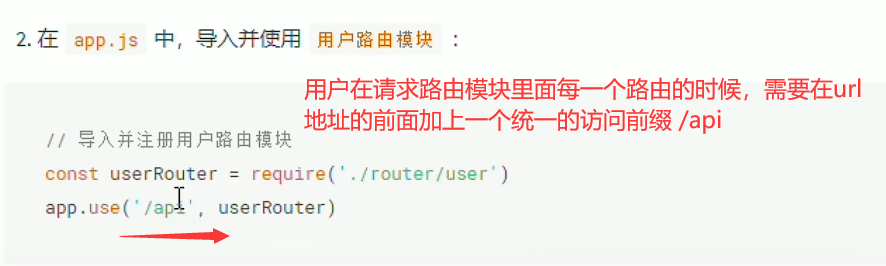 2. 在 app.js 中，导入并使用 用户路由模块 ：
用户在请求路由模块里面每一个路由的时候，需要在url
地址的前面加上一个统一的访问前缀 /api
// 导入并注册用户路由模块
const userRouter = require('./router/user')
app.use('/api', userRouter)